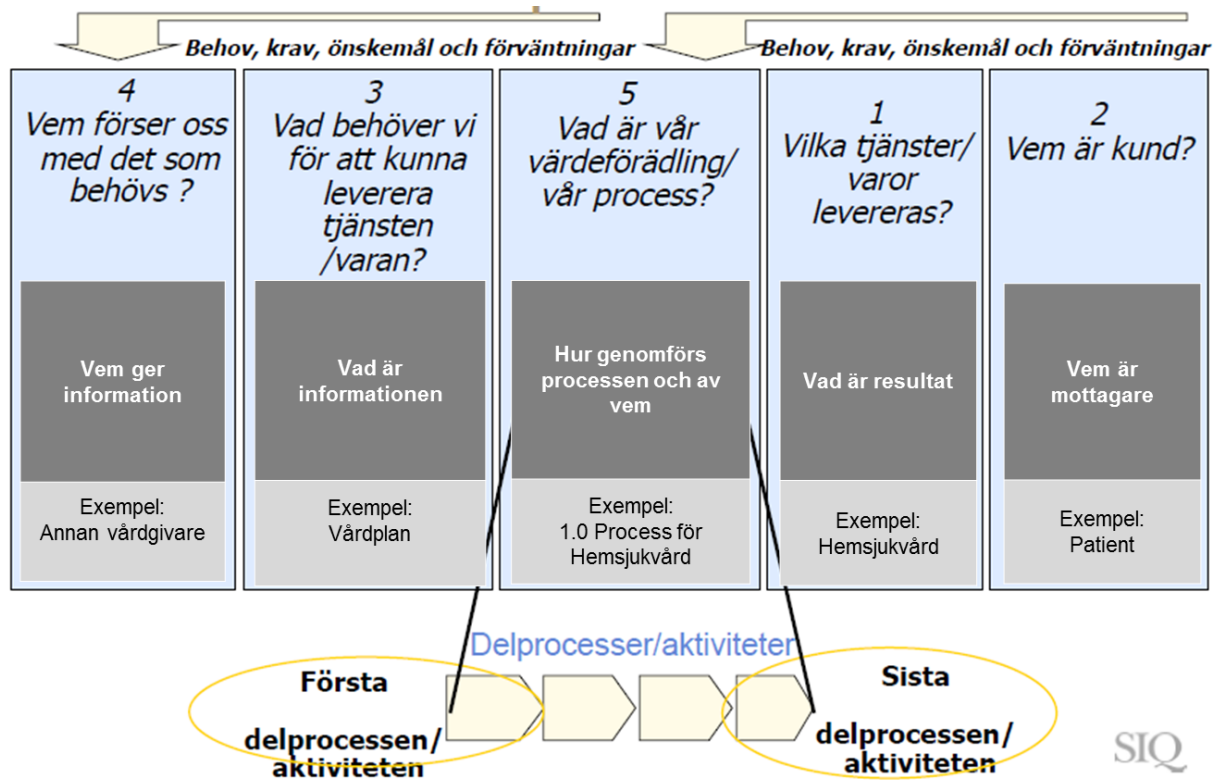 Behov, krav, önskemål och förväntningar
Behov, krav, önskemål och förväntningar
4
Vem förser oss
med det som
behövs ?
Vem ger
information
Exempel:
Annan vårdgivare
3
Vad behöver vi
för att kunna
leverera
tjänsten
/varan?
Vad är
informationen
Exempel:
Vårdplan
5
Vad är vår
värdeförädling/
vår process?
Hur genomförs
processen och av
vem
Exempel:
1.0 Process för
Hemsjukvård
1
Vilka tjänster/
varor
levereras?
Vad är resultat
Exempel:
Hemsjukvård
2
Vem är kund?
Vem är
mottagare
Exempel:
Patient
Delprocesser/aktiviteter
Första
delprocessen/
aktiviteten
Sista
delprocessen/
aktiviteten
SIQ